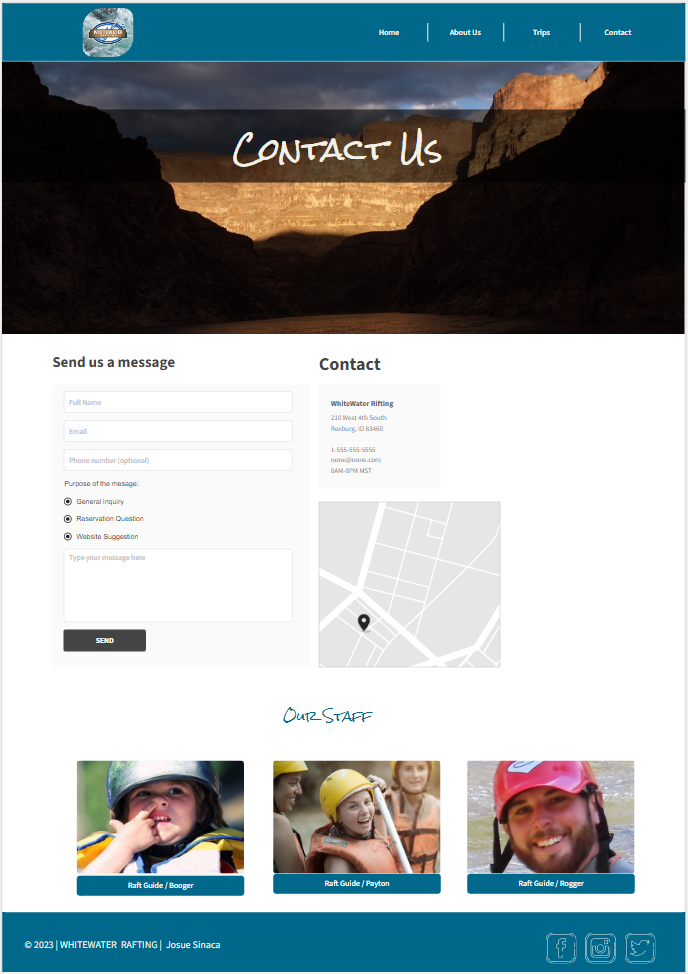 WHITEWATER
Home
About Us
Trips
Contact
Contact Us
Send us a message
Contact
Full Name
Email
Phone number (optional)
Purpose of the mesage:
General inquiry
Reservation Question
Website Suggestion
Type your message here
SEND
WhiteWater Rifting
210 West 4th South
Roxburg, ID 83460
1-555-555-5555
none@none.com
8AM-8PM MST
Our Staff
Raft Guide / Booger
Raft Guide / Payton
Raft Guide / Rogger
© 2023 | WHITEWATER RAFTING | Josue Sinaca